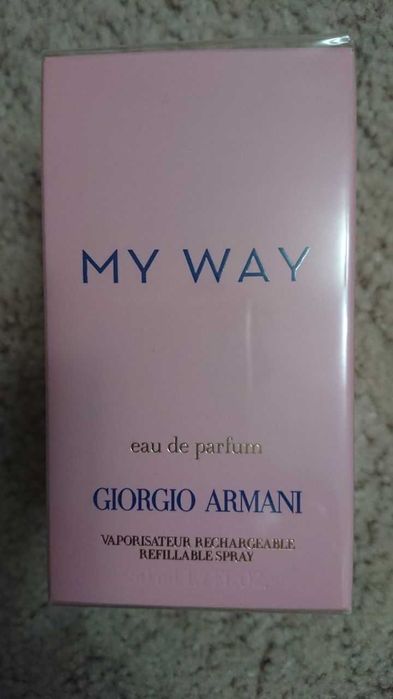 MY WAY
eau de parfum
GIORGIO ARMANI
VAPORISATEUR RECHARGEABLE
REFILLABLE SPRAY